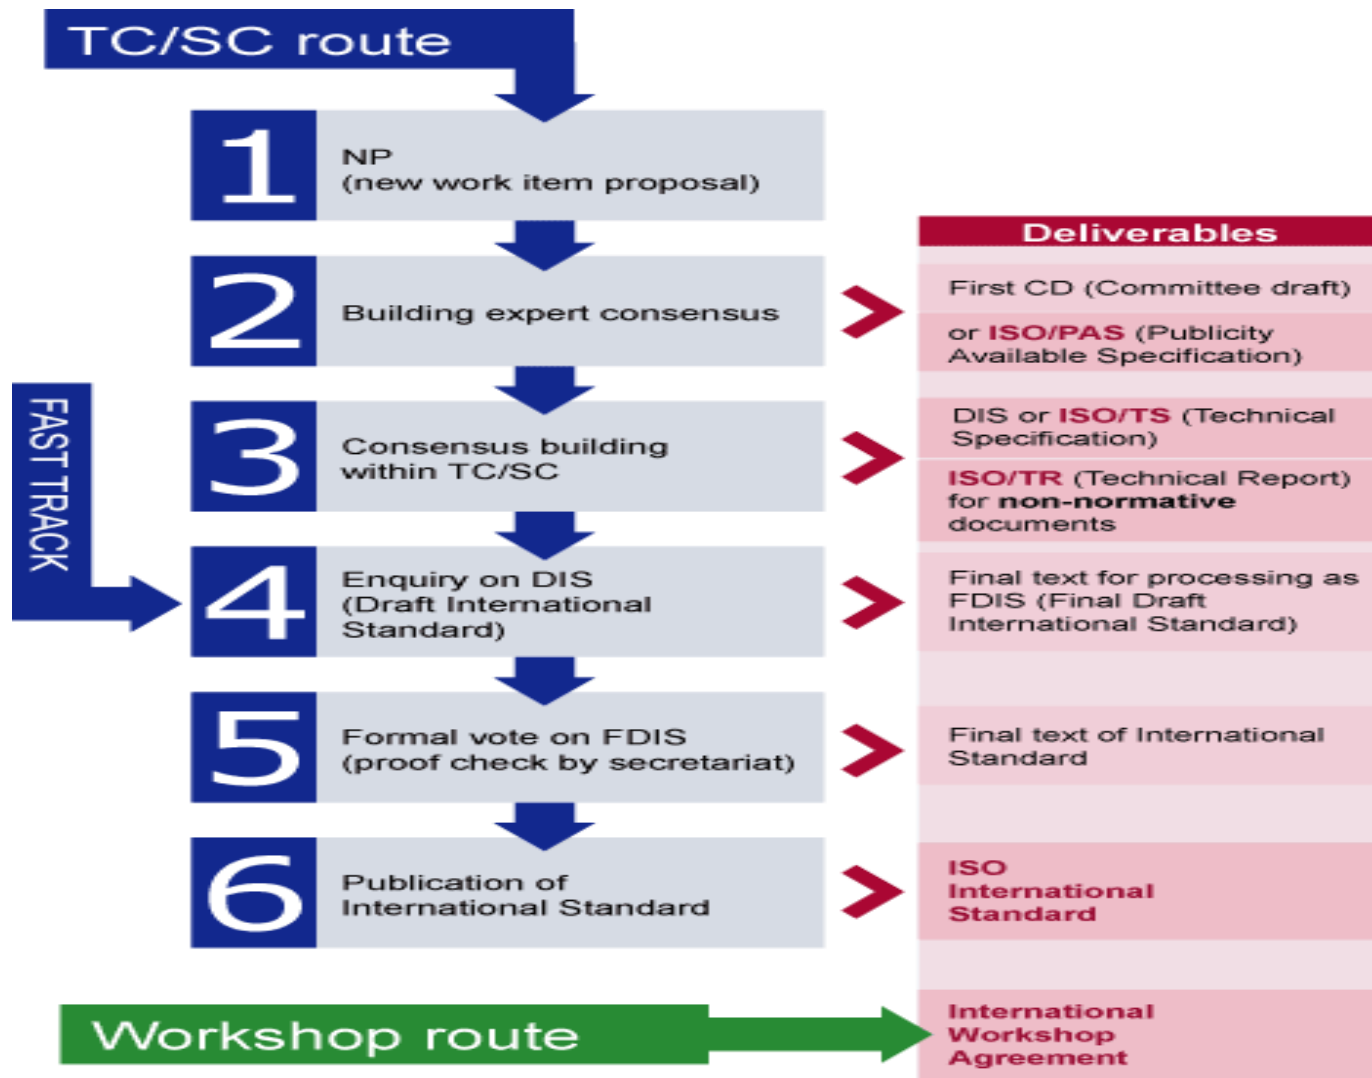 TC/SC route
1
NP
(new work item proposal)
Deliverables
2
Building expert consensus
First CD (Committee draft)
or ISO/PAS (Publicity
Available Specification)
FAST TRACK
3
Consensus building
within TC/SC
DIS or ISO/TS (Technical
Specification)
ISO/TR (Technical Report)
for non-normative
documents
4
Enquiry on DIS
(Draft International
Standard)
Final text for processing as
FDIS (Final Draft
International Standard)
5
Formal vote on FDIS
(proof check by secretariat)
Final text of International
Standard
6
Publication of
International Standard
ISO
International
Standard
Workshop route
International
Workshop
Agreement